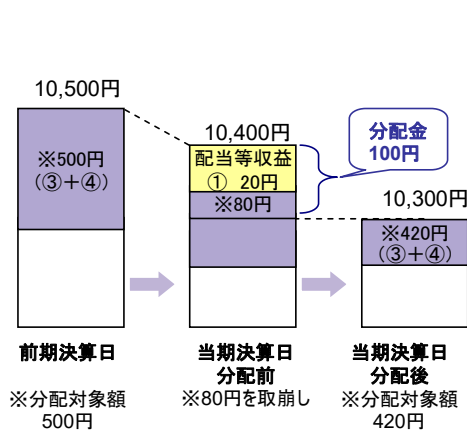 10,500円
※500円
(③+④)
10,400円
配当等収益
① 20円
※80円
分配金
100円
10,300円
※420円
(③+④)
前期決算日
※分配対象額
500円
当期決算日
分配前
※80円を取崩し
当期決算日
分配後
※分配対象額
420円